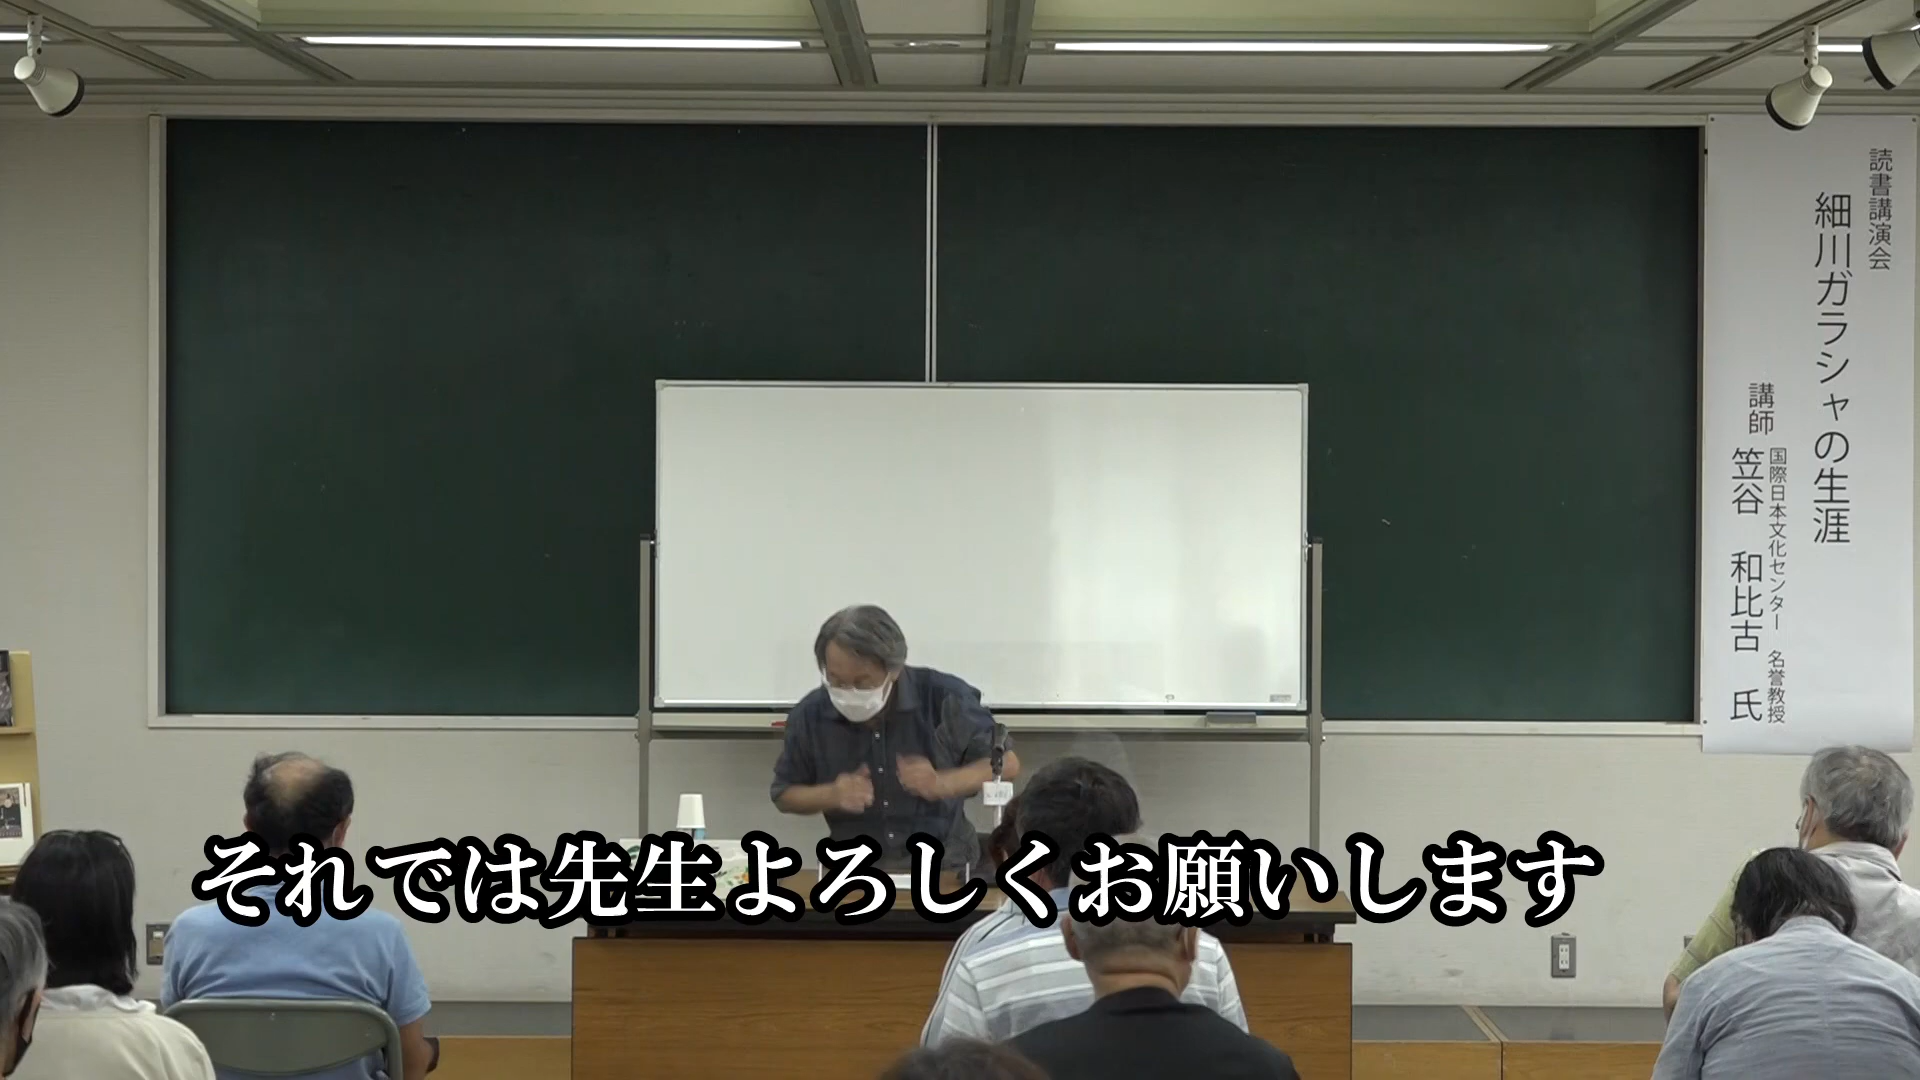 読書講演会
細川ガラシャの生涯
講師
国際日本文化センター 名誉教授
笠谷 和比古 氏
それでは先生よろしくお願いします